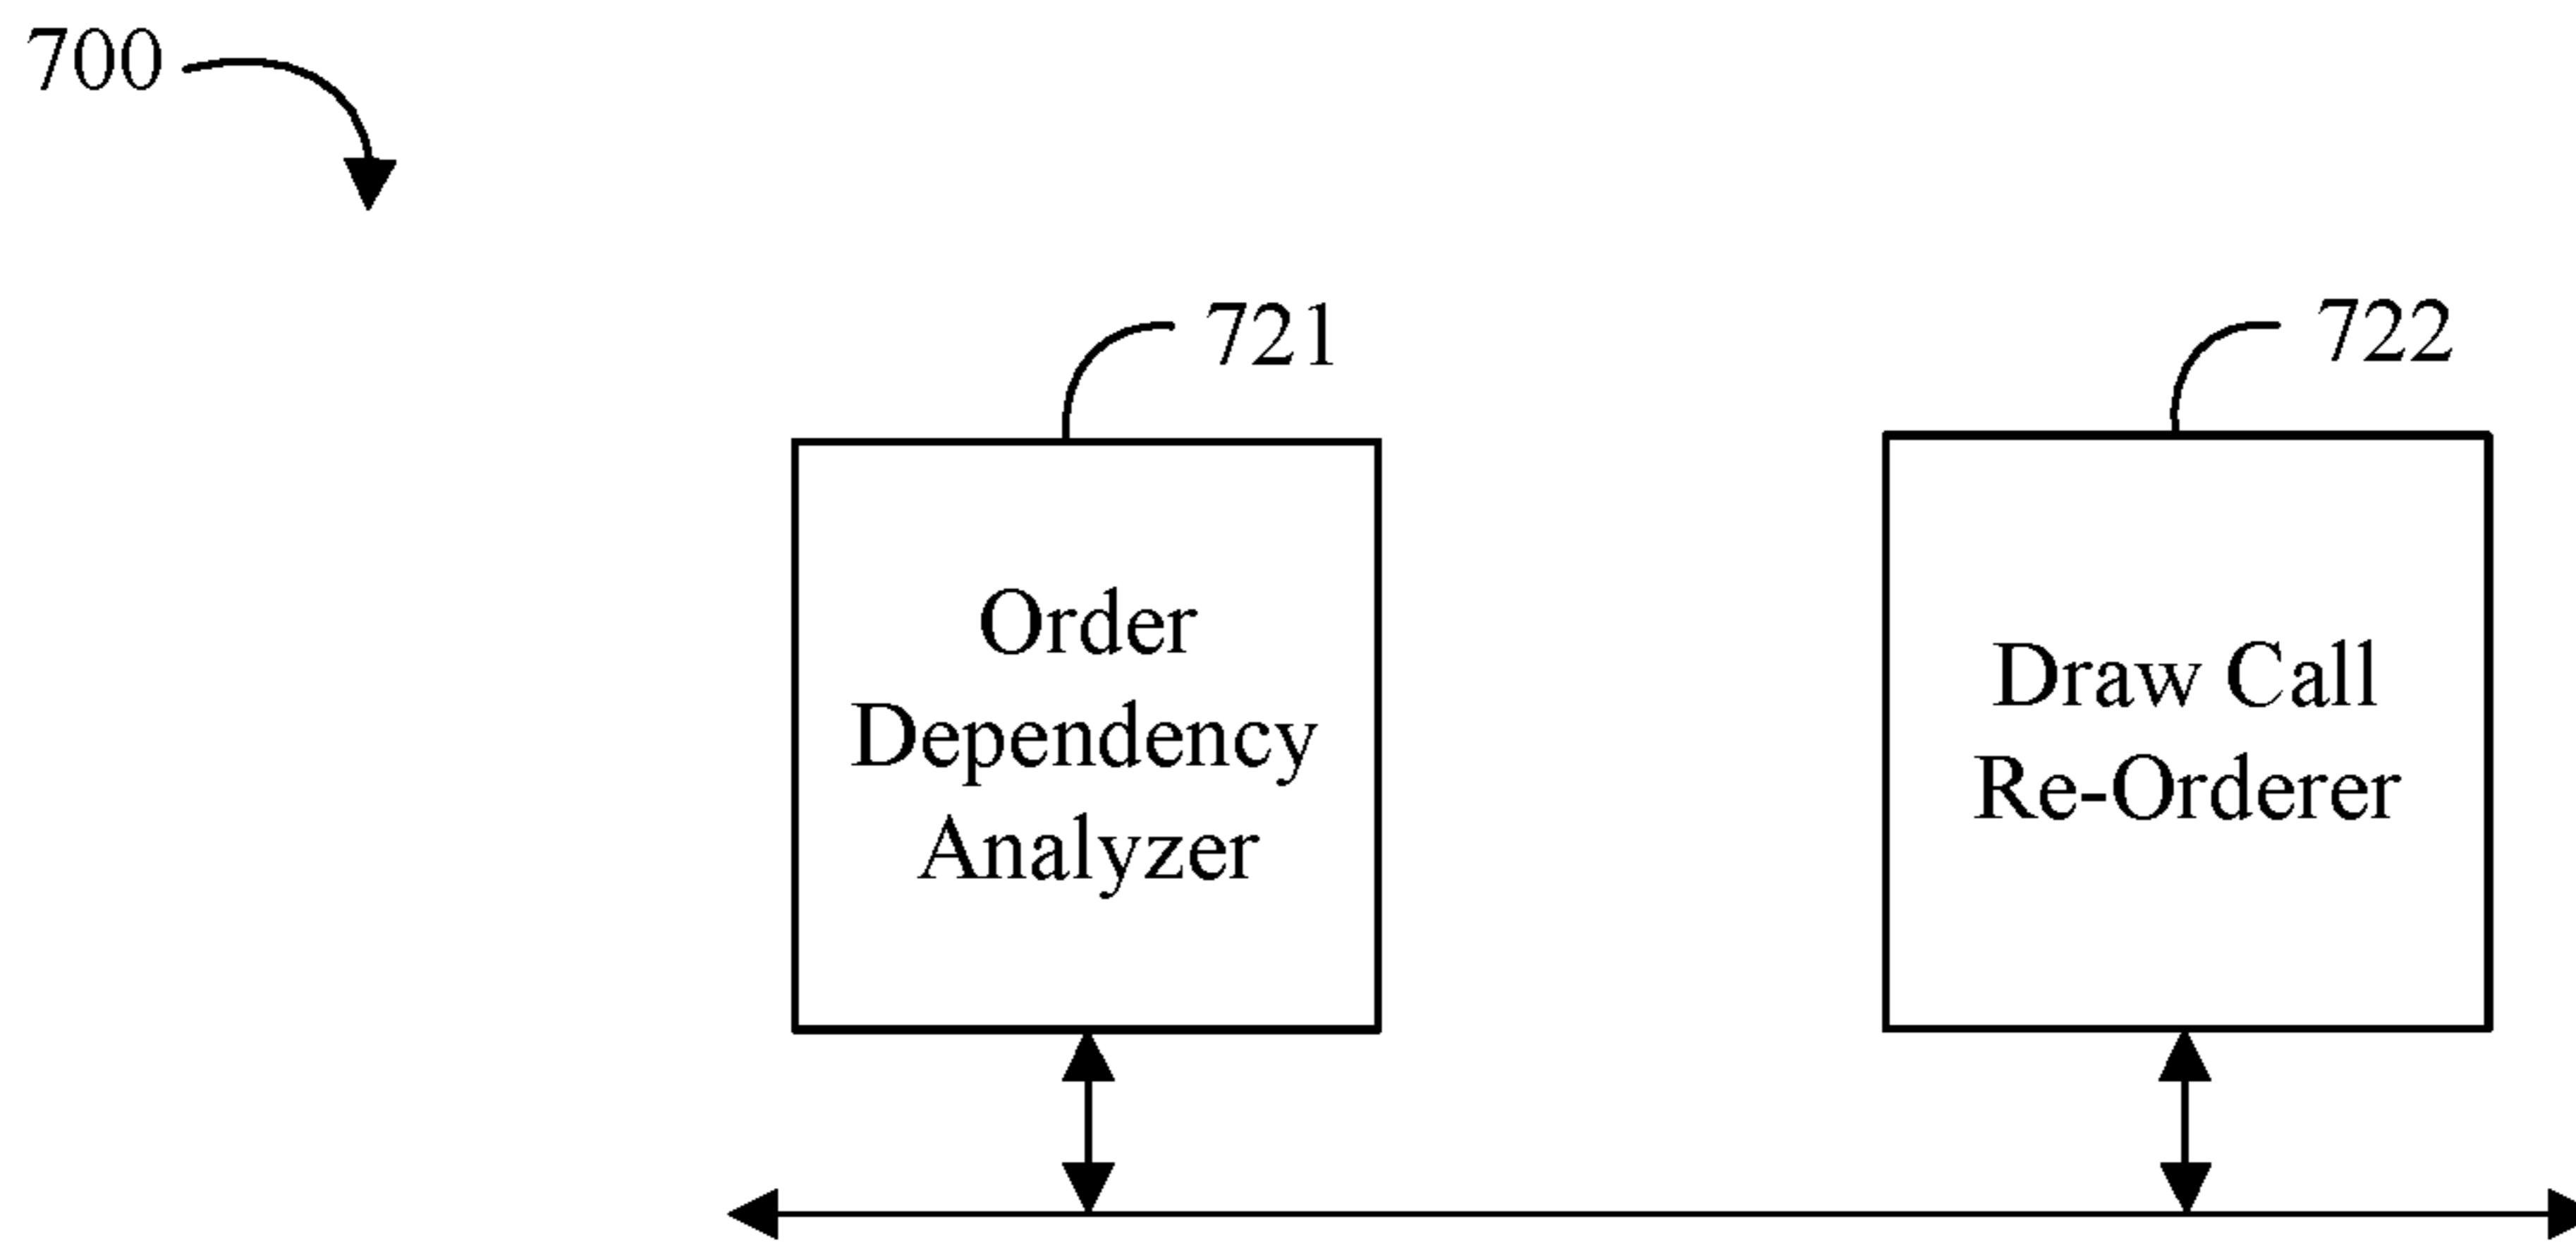 700
721
722
Order
Dependency
Analyzer
Draw Call
Re-Orderer